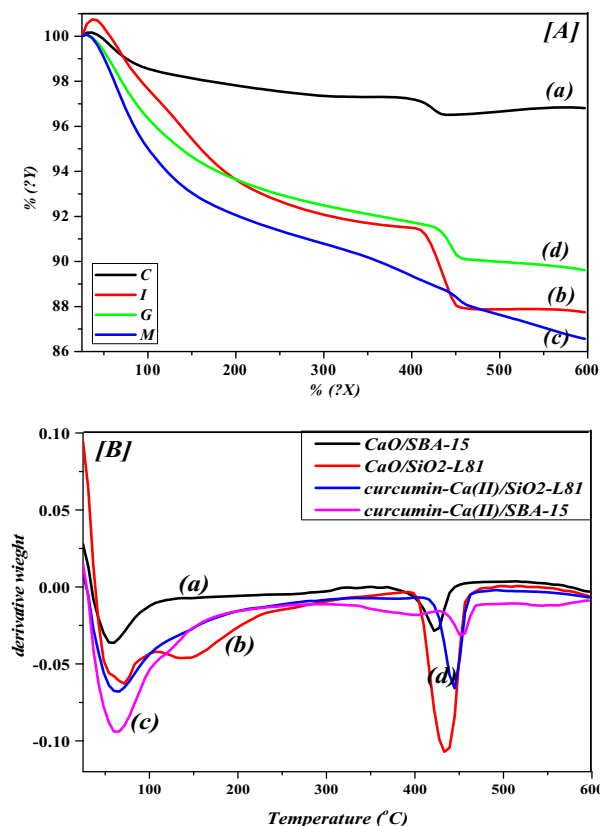 [A]
100
98
96
94
92
90
88
86
% (?Y)
(a)
(d)
(b)
(c)
C
I
G
M
100
200
300
400
500
600
% (?X)
[B]
0.10
0.05
0.00
-0.05
-0.10
derivative wieght
CaO/SBA-15
CaO/SiO2-L81
curcumin-Ca(II)/SiO2-L81
curcumin-Ca(II)/SBA-15
(a)
(b)
(c)
(d)
100
200
300
400
500
600
Temperature (°C)